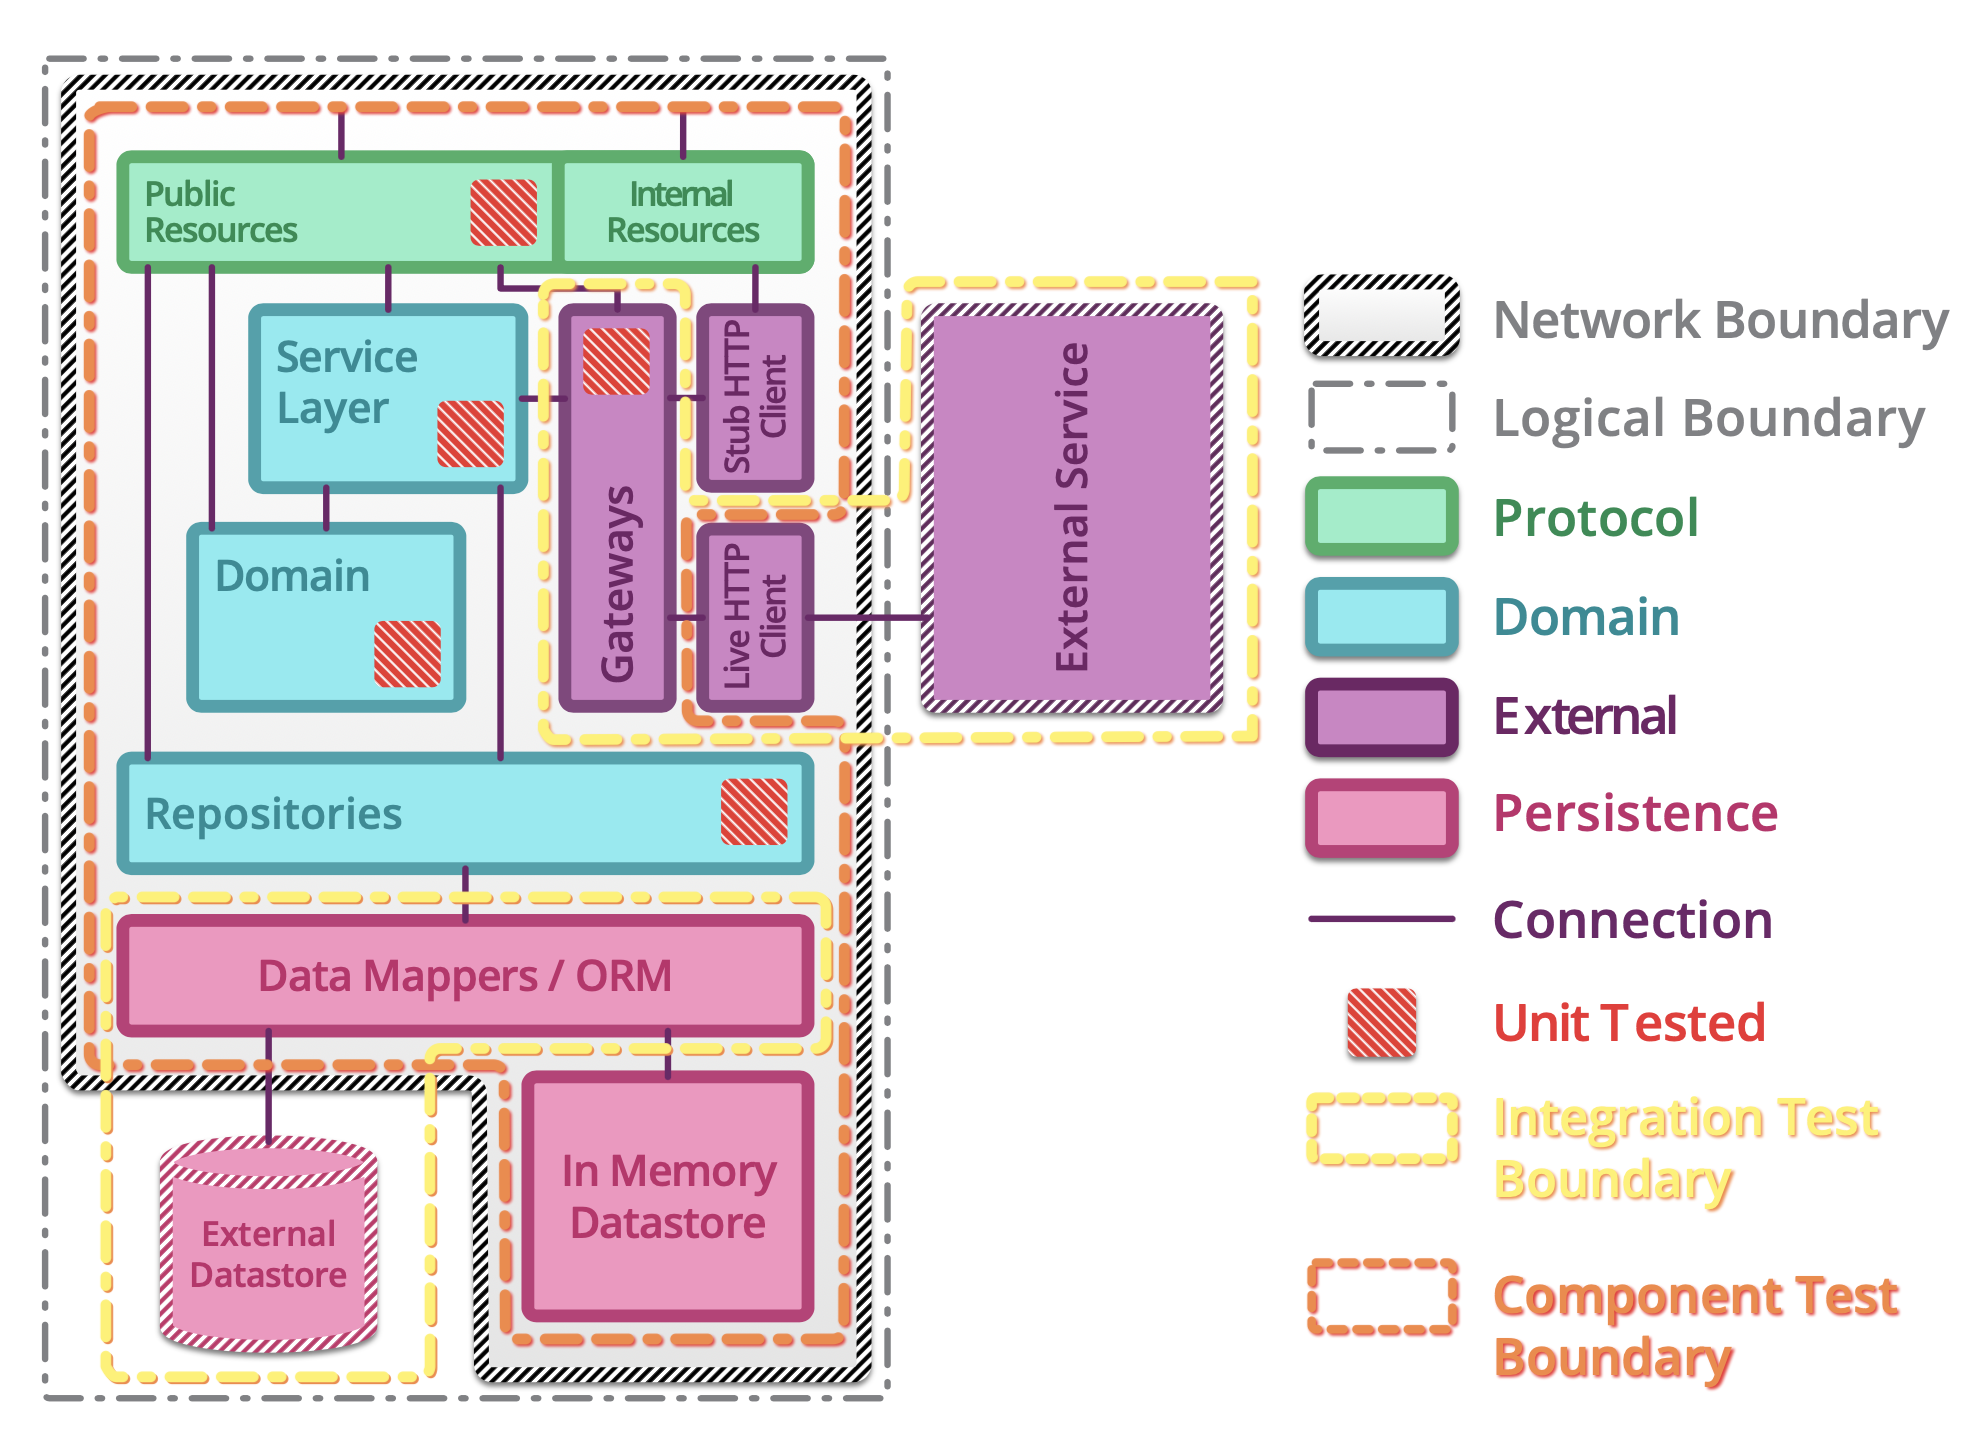 Public
Resources
Internal
Resources
Service
Layer
Domain
Gateways
Stub HTTP
Client
Live HTTP
Client
External Service
Repositories
Data Mappers / ORM
External
Datastore
In Memory
Datastore
Network Boundary
Logical Boundary
Protocol
Domain
External
Persistence
Connection
Unit Tested
Integration Test
Boundary
Component Test
Boundary